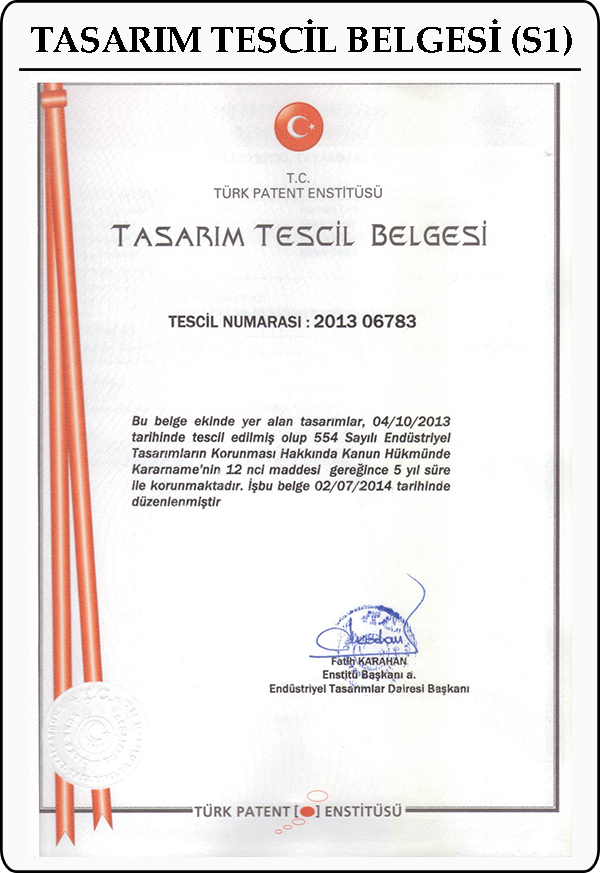 TASARIM TESCİL BELGESİ (S1)
T.C.
TÜRK PATENT ENSTİTÜSÜ
TASARIM TESCİL BELGESİ
TESCİL NUMARASI : 2013 06783
Bu belge ekinde yer alan tasarımlar, 04/10/2013
tarihinde tescil edilmiş olup 554 Sayılı Endüstriyel
Tasarımların Korunması Hakkında Kanun Hükmünde
Kararname'nin 12 nci maddesi gereğince 5 yıl süre
ile korunmaktadır. İşbu belge 02/07/2014 tarihinde
düzenlenmiştir
Fatih KARAHAN
Enstitü Başkanı a.
Endüstriyel Tasarımlar Dairesi Başkanı
T.C.
TÜRK PATENT [ ] ENSTİTÜSÜ